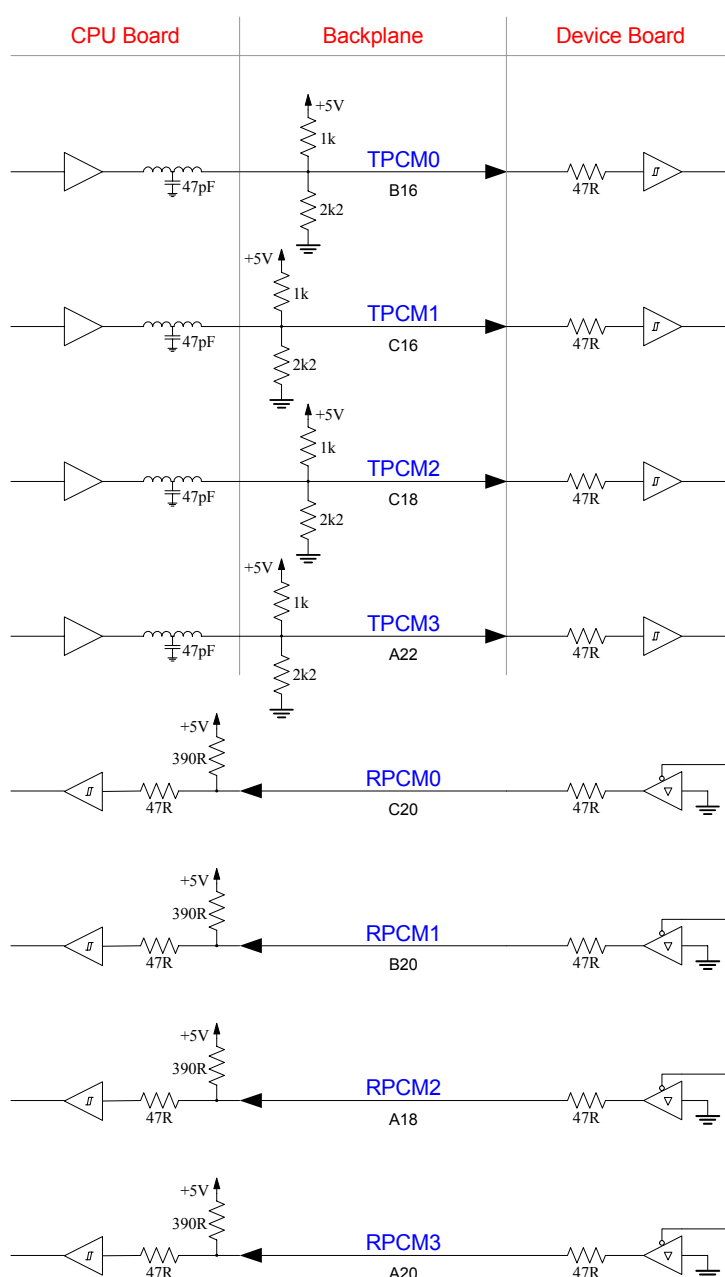 CPU Board Backplane Device Board
+5V
1k
TPCM0
47pF
B16
47R
2k2
+5V
1k
TPCM1
47pF
C16
47R
2k2
+5V
1k
TPCM2
47pF
C18
47R
2k2
+5V
1k
TPCM3
47pF
A22
47R
2k2
+5V
390R
RPCM0
47R
C20
47R
+5V
390R
RPCM1
47R
B20
47R
+5V
390R
RPCM2
47R
A18
47R
+5V
390R
RPCM3
47R
A20
47R